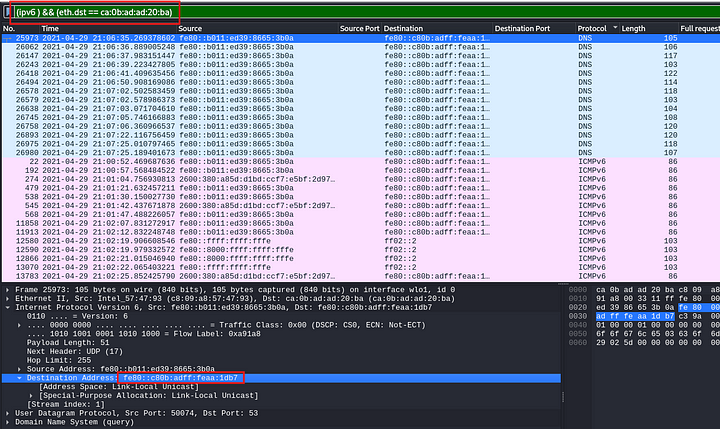 (ipv6 ) && (eth.dst == ca:0b:ad:ad:20:ba)
No. Time Source Source Port Destination Destination Port Protocol Length Full request
25973 2021-04-29 21:06:35.269378602 fe80::b011:ed39:8665:3b0a fe80::c80b:adff:feaa:1… DNS 105
26062 2021-04-29 21:06:36.889005248 fe80::b011:ed39:8665:3b0a fe80::c80b:adff:feaa:1… DNS 106
26147 2021-04-29 21:06:37.983151447 fe80::b011:ed39:8665:3b0a fe80::c80b:adff:feaa:1… DNS 117
26243 2021-04-29 21:06:39.223427805 fe80::b011:ed39:8665:3b0a fe80::c80b:adff:feaa:1… DNS 103
26418 2021-04-29 21:06:41.409635456 fe80::b011:ed39:8665:3b0a fe80::c80b:adff:feaa:1… DNS 122
26494 2021-04-29 21:06:50.908169086 fe80::b011:ed39:8665:3b0a fe80::c80b:adff:feaa:1… DNS 114
26578 2021-04-29 21:07:02.502583459 fe80::b011:ed39:8665:3b0a fe80::c80b:adff:feaa:1… DNS 118
26579 2021-04-29 21:07:02.578986373 fe80::b011:ed39:8665:3b0a fe80::c80b:adff:feaa:1… DNS 103
26638 2021-04-29 21:07:03.071704610 fe80::b011:ed39:8665:3b0a fe80::c80b:adff:feaa:1… DNS 104
26745 2021-04-29 21:07:05.746166883 fe80::b011:ed39:8665:3b0a fe80::c80b:adff:feaa:1… DNS 108
26758 2021-04-29 21:07:06.360966537 fe80::b011:ed39:8665:3b0a fe80::c80b:adff:feaa:1… DNS 120
26893 2021-04-29 21:07:22.116756459 fe80::b011:ed39:8665:3b0a fe80::c80b:adff:feaa:1… DNS 120
26975 2021-04-29 21:07:25.010797465 fe80::b011:ed39:8665:3b0a fe80::c80b:adff:feaa:1… DNS 118
26980 2021-04-29 21:07:25.189401673 fe80::b011:ed39:8665:3b0a fe80::c80b:adff:feaa:1… DNS 107
22 2021-04-29 21:00:52.469687636 fe80::b011:ed39:8665:3b0a fe80::c80b:adff:feaa:1… ICMPv6 86
192 2021-04-29 21:00:57.568484522 fe80::b011:ed39:8665:3b0a fe80::c80b:adff:feaa:1… ICMPv6 86
274 2021-04-29 21:01:04.756930813 2600:380:a85d:d1bd:ccf7:e5bf:2d97… fe80::c80b:adff:feaa:1… ICMPv6 86
479 2021-04-29 21:01:21.632457211 fe80::b011:ed39:8665:3b0a fe80::c80b:adff:feaa:1… ICMPv6 86
538 2021-04-29 21:01:30.150027730 fe80::b011:ed39:8665:3b0a fe80::c80b:adff:feaa:1… ICMPv6 86
545 2021-04-29 21:01:42.437671878 2600:380:a85d:d1bd:ccf7:e5bf:2d97… fe80::c80b:adff:feaa:1… ICMPv6 86
568 2021-04-29 21:01:47.488226057 fe80::b011:ed39:8665:3b0a fe80::c80b:adff:feaa:1… ICMPv6 86
11858 2021-04-29 21:02:07.831272917 fe80::b011:ed39:8665:3b0a fe80::c80b:adff:feaa:1… ICMPv6 86
11913 2021-04-29 21:02:12.832248748 fe80::b011:ed39:8665:3b0a fe80::c80b:adff:feaa:1… ICMPv6 86
12580 2021-04-29 21:02:19.906608546 fe80::ffff:ffff:fffe ff02::2 ICMPv6 103
12590 2021-04-29 21:02:19.979332572 fe80::8000:ffff:ffff:fffe ff02::2 ICMPv6 103
12866 2021-04-29 21:02:21.015046940 fe80::8000:ffff:ffff:fffe ff02::2 ICMPv6 103
13070 2021-04-29 21:02:22.065403221 fe80::ffff:ffff:fffe ff02::2 ICMPv6 103
13783 2021-04-29 21:02:25.852425790 2600:380:a85d:d1bd:ccf7:e5bf:2d97… fe80::c80b:adff:feaa:1… ICMPv6 86
Frame 25973: 105 bytes on wire (840 bits), 105 bytes captured (840 bits) on interface wlo1, id 0
Ethernet II, Src: Intel_57:47:93 (c8:09:a8:57:47:93), Dst: ca:0b:ad:ad:20:ba (ca:0b:ad:ad:20:ba)
Internet Protocol Version 6, Src: fe80::b011:ed39:8665:3b0a, Dst: fe80::c80b:adff:feaa:1db7
0110 .... = Version: 6
.... 0000 0000 .... .... .... .... .... = Traffic Class: 0x00 (DSCP: CS0, ECN: Not-ECT)
.... 1010 1001 0001 1010 1000 = Flow Label: 0xa91a8
Payload Length: 51
Next Header: UDP (17)
Hop Limit: 255
Source Address: fe80::b011:ed39:8665:3b0a
Destination Address: fe80::c80b:adff:feaa:1db7
[Address Space: Link-Local Unicast]
[Special-Purpose Allocation: Link-Local Unicast]
[Stream index: 1]
User Datagram Protocol, Src Port: 50074, Dst Port: 53
Domain Name System (query)
0000 ca 0b ad ad 20 ba c8 09 a8
0010 91 a8 00 33 11 ff fe 80 00
0020 ed 39 86 65 3b 0a fe 80 00
0030 ad ff fe aa 1d b7 c3 9a 00
0040 01 00 00 01 00 00 00 00 00
0050 6f 6f 67 6c 65 03 63 6f 6d
0060 29 02 5d 00 00 00 00 00 00